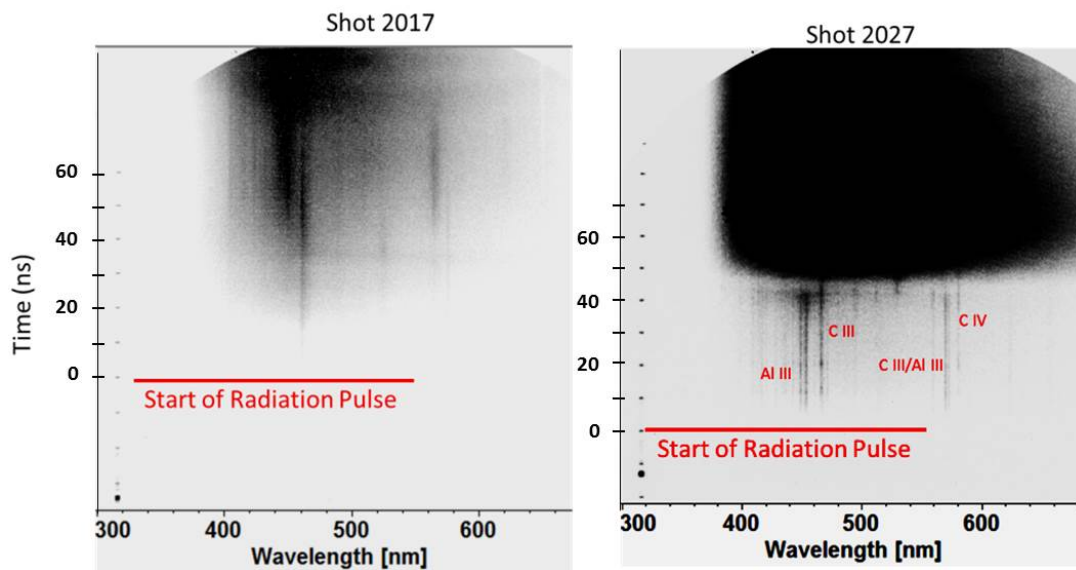 Shot 2017
Time (ns)
60
40
20
0
Start of Radiation Pulse
300 400 500 600
Wavelength [nm]
Shot 2027
60
40
20
0
C III
C IV
Al III
C III/Al III
Start of Radiation Pulse
300 400 500 600
Wavelength [nm]